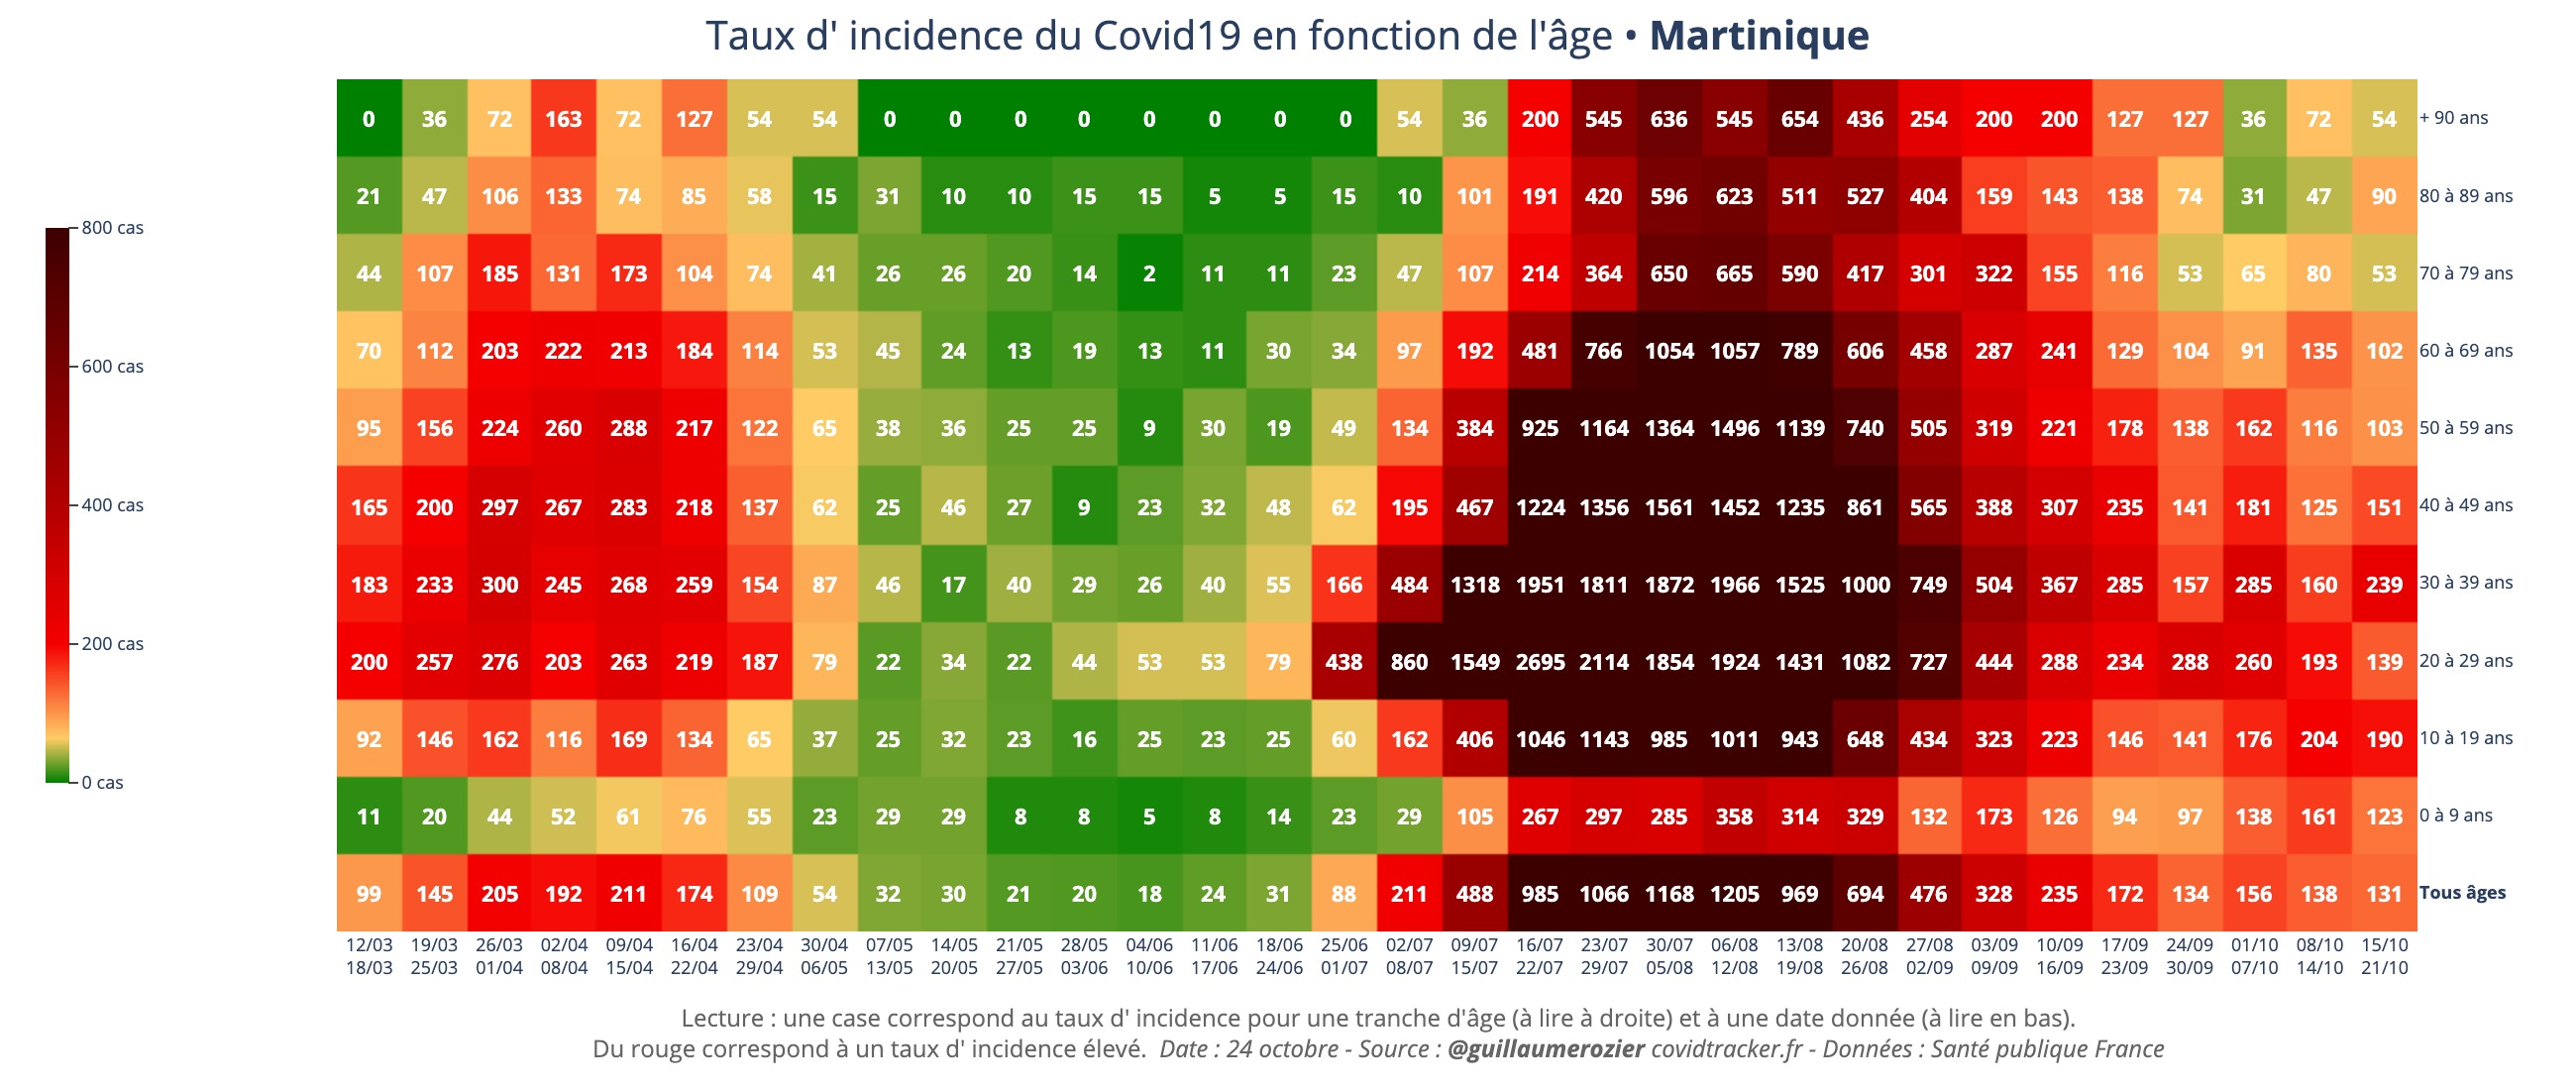 Taux d' incidence du Covid19 en fonction de l'âge • Martinique
0 36 72 163 72 127 54 54 0 0 0 0 0 0 0 0 54 36 200 545 636 545 654 436 254 200 200 127 127 36 72 54 + 90 ans
21 47 106 133 74 85 58 15 31 10 10 15 15 5 5 15 10 101 191 420 596 623 511 527 404 159 143 138 74 31 47 90 80 à 89 ans
800 cas
44 107 185 131 173 104 74 41 26 26 20 14 2 11 11 23 47 107 214 364 650 665 590 417 301 322 155 116 53 65 80 53 70 à 79 ans
70 112 203 222 213 184 114 53 45 24 13 19 13 11 30 34 97 192 481 766 1054 1057 789 606 458 287 241 129 104 91 135 102 60 à 69 ans
600 cas
95 156 224 260 288 217 122 65 38 36 25 25 9 30 19 49 134 384 925 1164 1364 1496 1139 740 505 319 221 178 138 162 116 103 50 à 59 ans
400 cas
165 200 297 267 283 218 137 62 25 46 27 9 23 32 48 62 195 467 1224 1356 1561 1452 1235 861 565 388 307 235 141 181 125 151 40 à 49 ans
183 233 300 245 268 259 154 87 46 17 40 29 26 40 55 166 484 1318 1951 1811 1872 1966 1525 1000 749 504 367 285 157 285 160 239 30 à 39 ans
200 cas
200 257 276 203 263 219 187 79 22 34 22 44 53 53 79 438 860 1549 2695 2114 1854 1924 1431 1082 727 444 288 234 288 260 193 139 20 à 29 ans
92 146 162 116 169 134 65 37 25 32 23 16 25 23 25 60 162 406 1046 1143 985 1011 943 648 434 323 223 146 141 176 204 190 10 à 19 ans
0 cas
11 20 44 52 61 76 55 23 29 29 8 8 5 8 14 23 29 105 267 297 285 358 314 329 132 173 126 94 97 138 161 123 0 à 9 ans
99 145 205 192 211 174 109 54 32 30 21 20 18 24 31 88 211 488 985 1066 1168 1205 969 694 476 328 235 172 134 156 138 131 Tous âges
12/03 19/03 26/03 02/04 09/04 16/04 23/04 30/04 07/05 14/05 21/05 28/05 04/06 11/06 18/06 25/06 02/07 09/07 16/07 23/07 30/07 06/08 13/08 20/08 27/08 03/09 10/09 17/09 24/09 01/10 08/10 15/10
18/03 25/03 01/04 08/04 15/04 22/04 29/04 06/05 13/05 20/05 27/05 03/06 10/06 17/06 24/06 01/07 08/07 15/07 22/07 29/07 05/08 12/08 19/08 26/08 02/09 09/09 16/09 23/09 30/09 07/10 14/10 21/10
Lecture : une case correspond au taux d' incidence pour une tranche d'âge (à lire à droite) et à une date donnée (à lire en bas).
Du rouge correspond à un taux d' incidence élevé. Date : 24 octobre - Source : @guillaumerozier covidtracker.fr - Données : Santé publique France